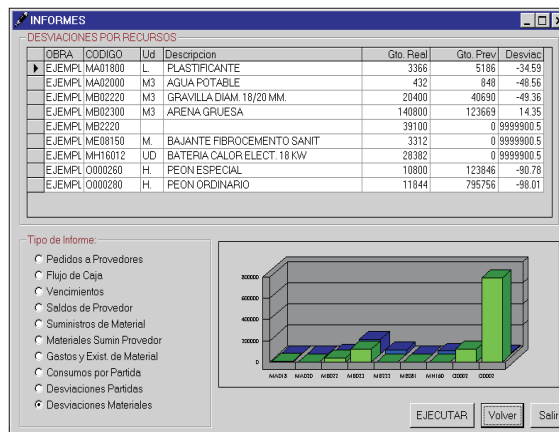 INFORMES
DESVIACIONES POR RECURSOS
OBRA CODIGO Ud Descripcion Gto. Real Gto. Prev Desviac
EJEMPL MA01800 L. PLASTIFICANTE 3366 5186 -34.59
EJEMPL MA02000 M3 AGUA POTABLE 432 848 -48.56
EJEMPL MB02220 M3 GRAVILLA DIAM. 18/20 MM. 20400 40690 -49.36
EJEMPL MB02300 M3 ARENA GRUESA 140800 123669 14.35
EJEMPL MB2220 39100 0 9999900.5
EJEMPL ME08150 M. BAJANTE FIBROCEMENTO SANIT 3312 0 9999900.5
EJEMPL MH16012 UD BATERIA CALOR ELECT. 18 KW 28382 0 9999900.5
EJEMPL O000260 H. PEON ESPECIAL 10800 123846 -90.78
EJEMPL O000280 H. PEON ORDINARIO 11844 795756 -98.01
Tipo de Informe:
Pedidos a Provedores
Flujo de Caja
Vencimientos
Saldos de Provedor
Suministros de Material
Materiales Sumin Provedor
Gastos y Exist. de Material
Consumos por Partida
Desviaciones Partidas
Desviaciones Materiales
600000
400000
200000
0
EJECUTAR Volver Salir